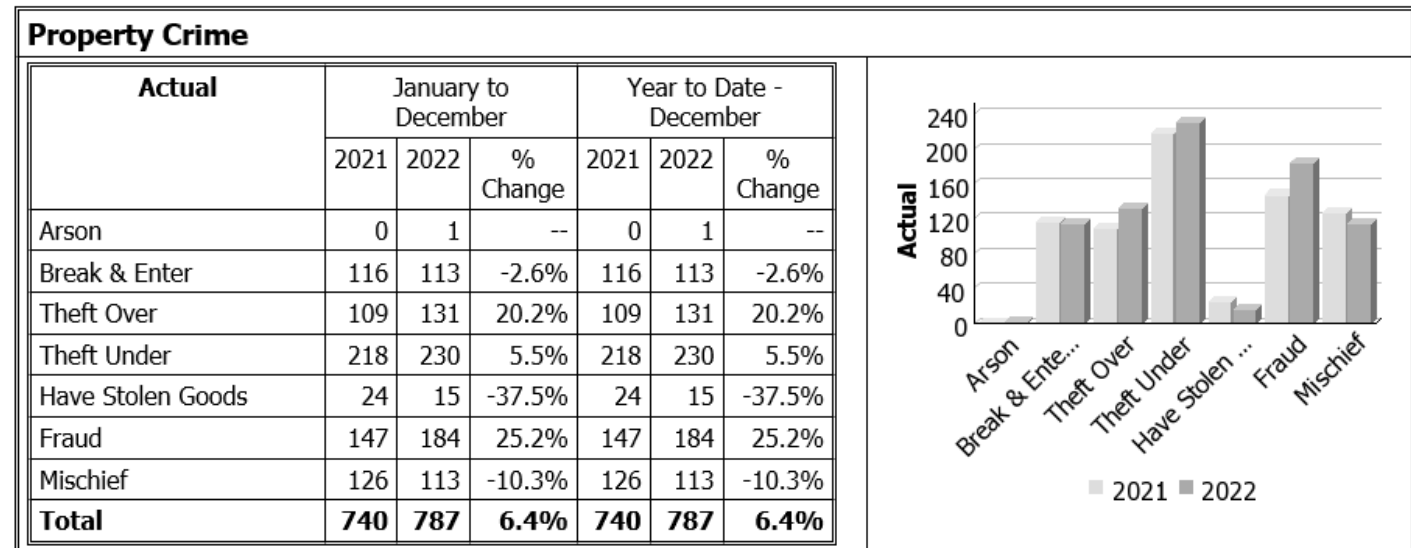 Property Crime
Actual January to December Year to Date - December
2021 2022 % Change 2021 2022 % Change
Arson 0 1 -- 0 1 --
Break & Enter 116 113 -2.6% 116 113 -2.6%
Theft Over 109 131 20.2% 109 131 20.2%
Theft Under 218 230 5.5% 218 230 5.5%
Have Stolen Goods 24 15 -37.5% 24 15 -37.5%
Fraud 147 184 25.2% 147 184 25.2%
Mischief 126 113 -10.3% 126 113 -10.3%
Total 740 787 6.4% 740 787 6.4%
Actual
240
200
160
120
80
40
0
Arson
Break & Ente...
Theft Over
Theft Under
Have Stolen ...
Fraud
Mischief
2021 2022